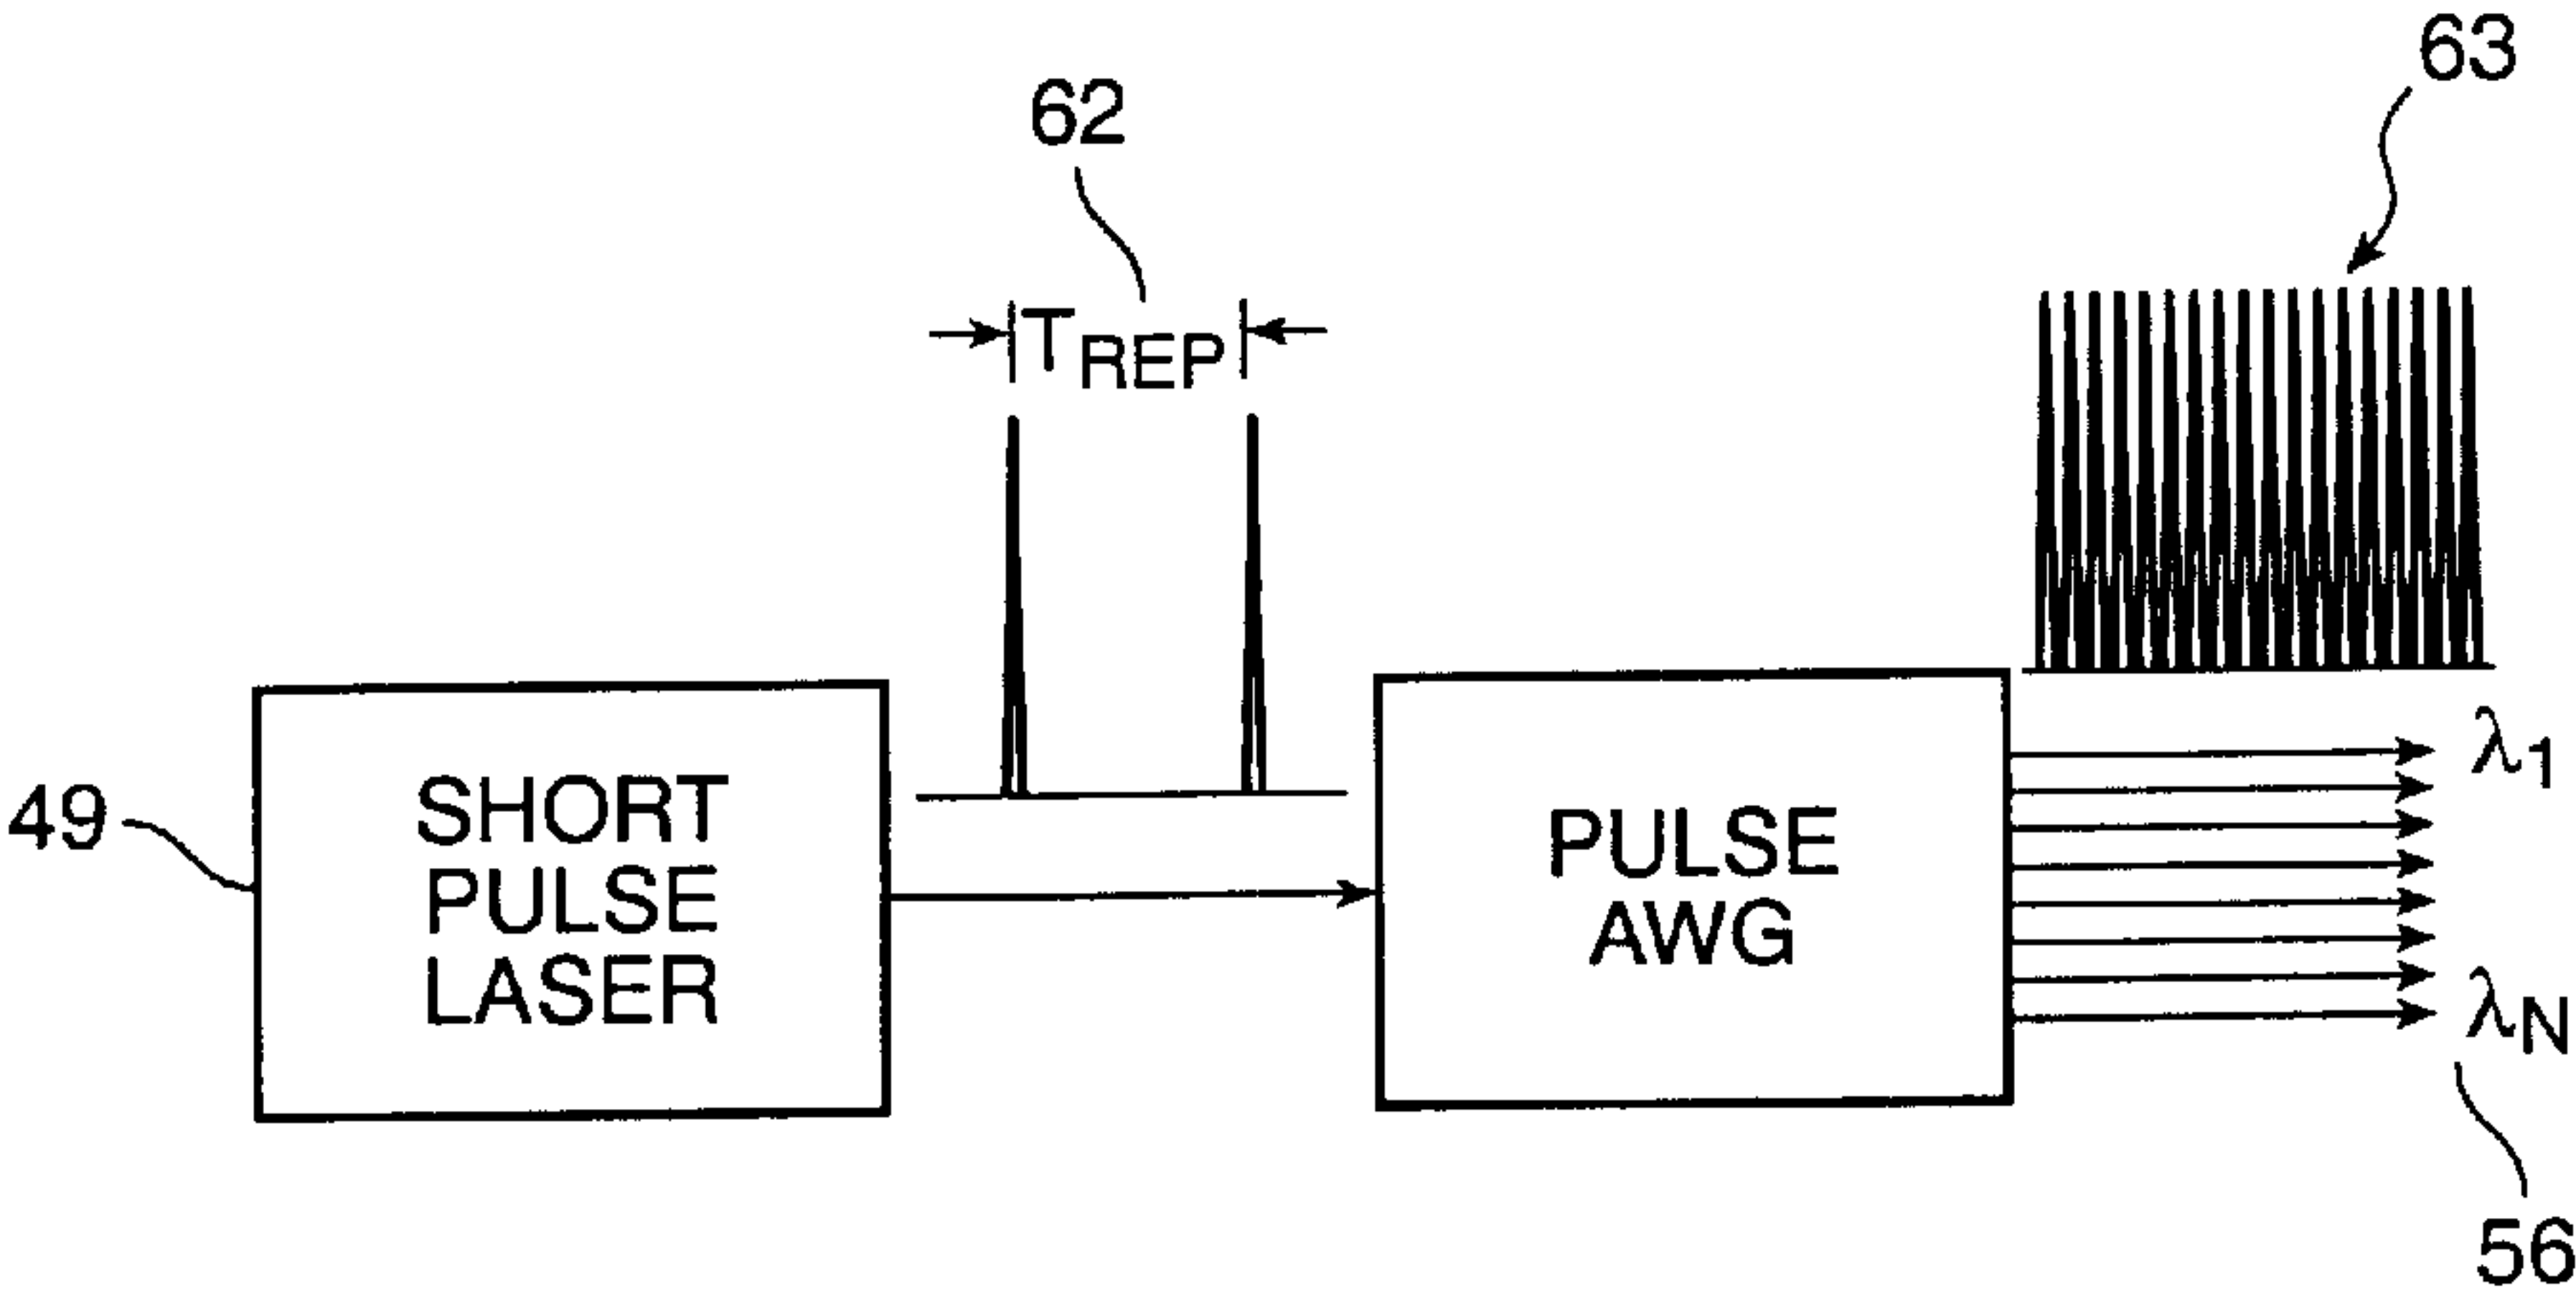 63
62
T_REP
49
SHORT
PULSE
LASER
PULSE
AWG
λ1
λN
56